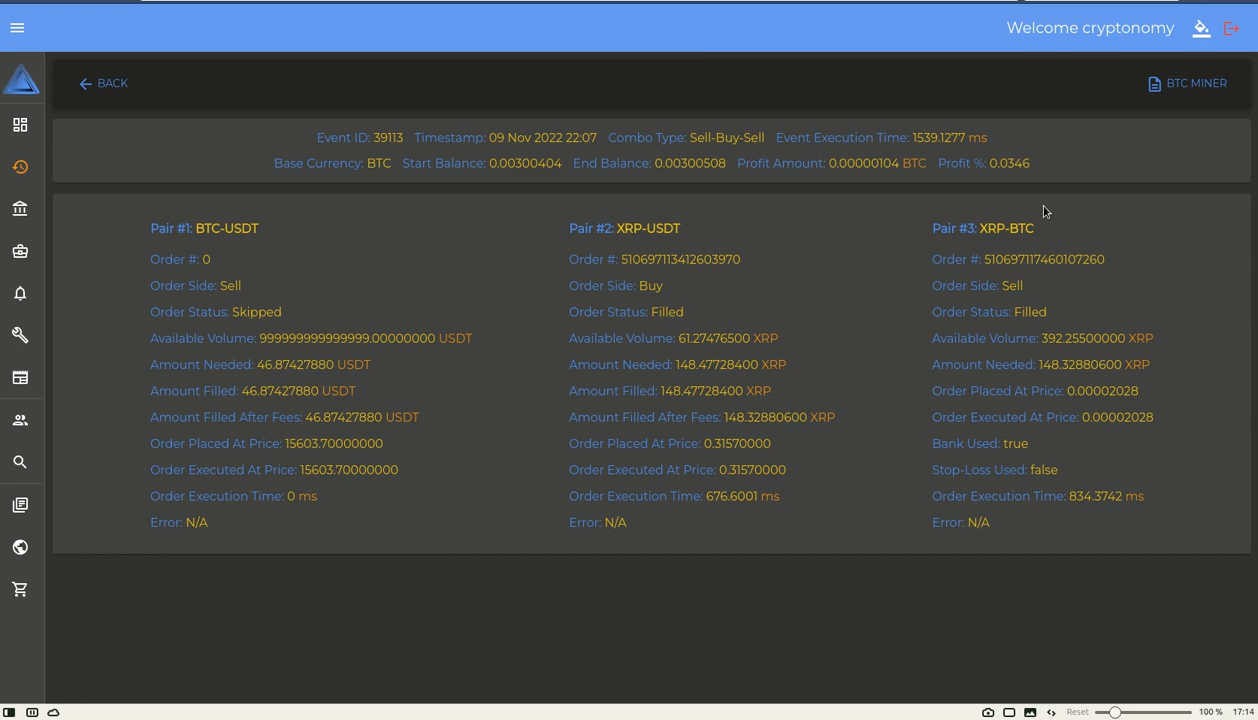 Welcome cryptonomy
BACK
BTC MINER
Event ID: 39113 Timestamp: 09 Nov 2022 22:07 Combo Type: Sell-Buy-Sell Event Execution Time: 1539.1277 ms
Base Currency: BTC Start Balance: 0.00300404 End Balance: 0.00300508 Profit Amount: 0.00000104 BTC Profit %: 0.0346
Pair #1: BTC-USDT
Order #: 0
Order Side: Sell
Order Status: Skipped
Available Volume: 999999999999999.00000000 USDT
Amount Needed: 46.87427880 USDT
Amount Filled: 46.87427880 USDT
Amount Filled After Fees: 46.87427880 USDT
Order Placed At Price: 15603.70000000
Order Executed At Price: 15603.70000000
Order Execution Time: 0 ms
Error: N/A
Pair #2: XRP-USDT
Order #: 510697113412603970
Order Side: Buy
Order Status: Filled
Available Volume: 61.27476500 XRP
Amount Needed: 148.47728400 XRP
Amount Filled: 148.47728400 XRP
Amount Filled After Fees: 148.32880600 XRP
Order Placed At Price: 0.31570000
Order Executed At Price: 0.31570000
Order Execution Time: 676.6001 ms
Error: N/A
Pair #3: XRP-BTC
Order #: 510697117460107260
Order Side: Sell
Order Status: Filled
Available Volume: 392.25500000 XRP
Amount Needed: 148.32880600 XRP
Order Placed At Price: 0.00002028
Order Executed At Price: 0.00002028
Bank Used: true
Stop-Loss Used: false
Order Execution Time: 834.3742 ms
Error: N/A
Reset 100 % 17:14